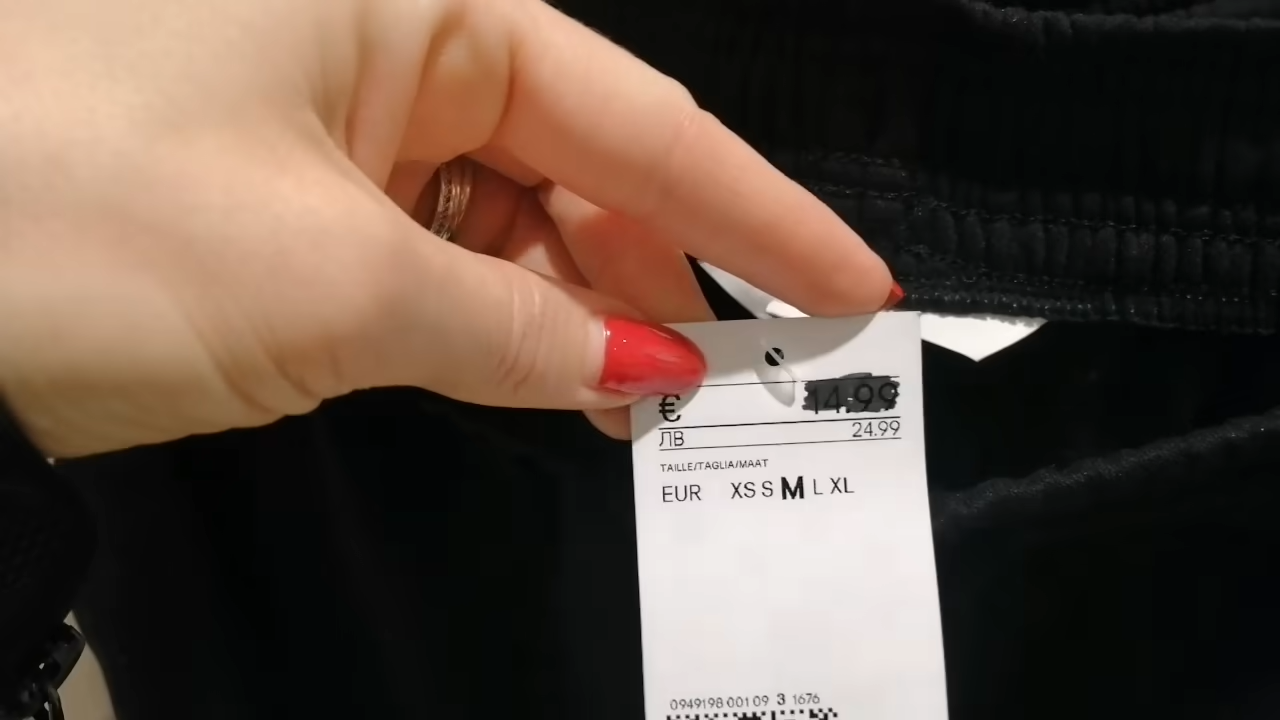 € 14.99
ЛВ 24.99
TAILLE/TAGLIA/MAAT
EUR XS S M L XL
0949198 001 09 3 1676